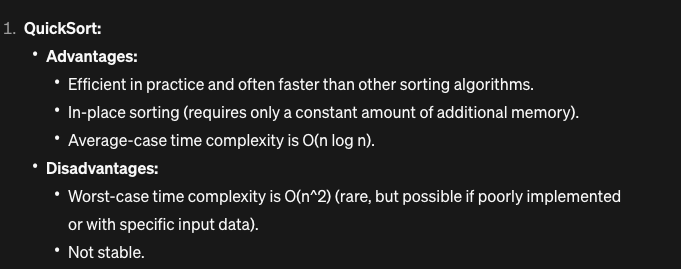 1. QuickSort:
• Advantages:
• Efficient in practice and often faster than other sorting algorithms.
• In-place sorting (requires only a constant amount of additional memory).
• Average-case time complexity is O(n log n).
• Disadvantages:
• Worst-case time complexity is O(n^2) (rare, but possible if poorly implemented
or with specific input data).
• Not stable.